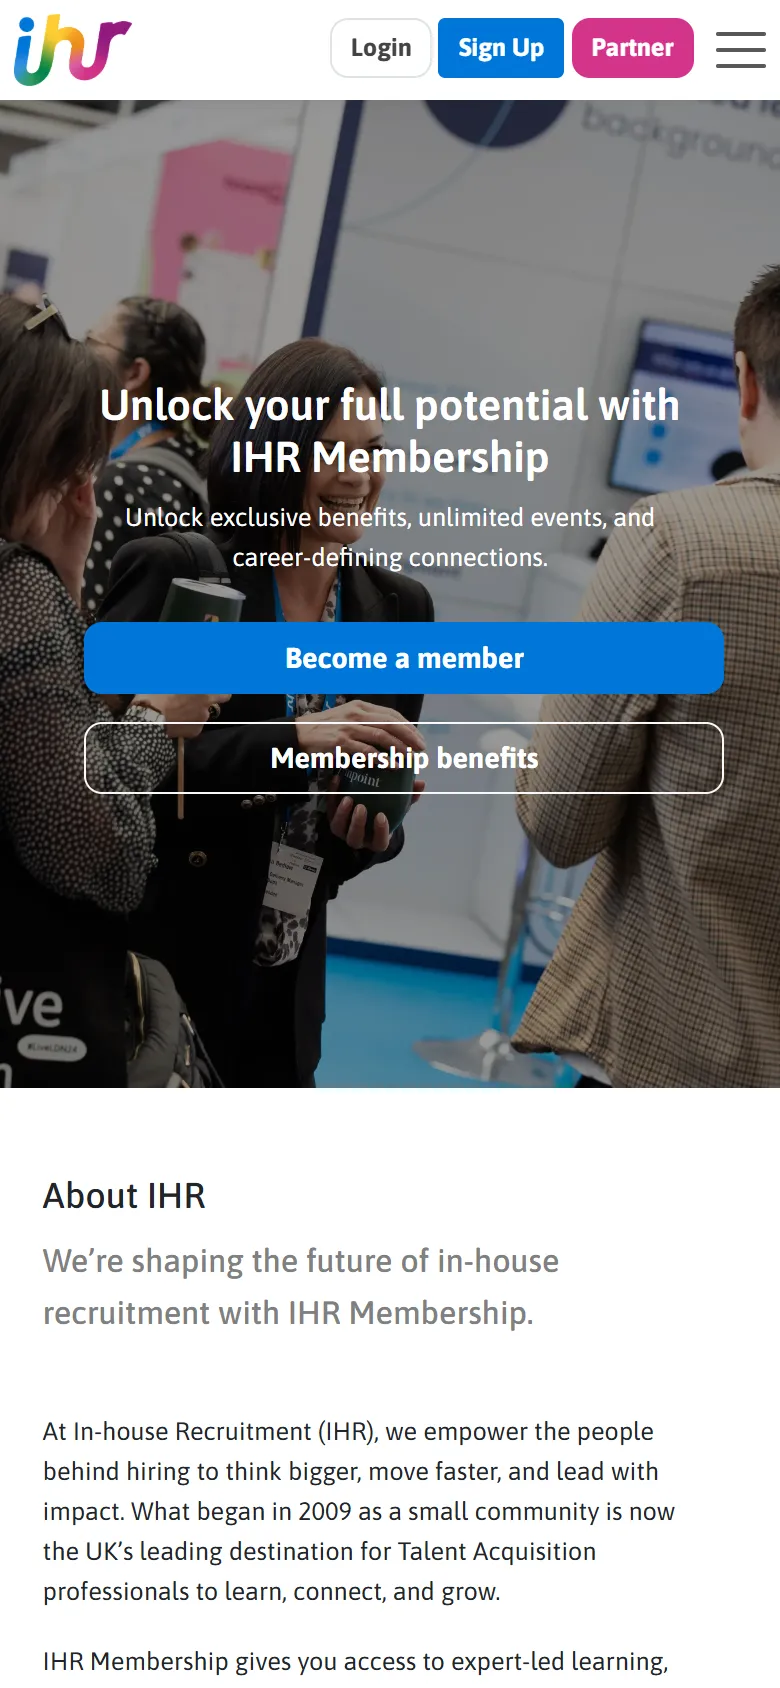 ihr
Login
Sign Up
Partner
background
Unlock your full potential with
IHR Membership
Unlock exclusive benefits, unlimited events, and
career-defining connections.
Become a member
Membership benefits
ve
#LiveLDN24
About IHR
We’re shaping the future of in-house
recruitment with IHR Membership.
At In-house Recruitment (IHR), we empower the people
behind hiring to think bigger, move faster, and lead with
impact. What began in 2009 as a small community is now
the UK’s leading destination for Talent Acquisition
professionals to learn, connect, and grow.
IHR Membership gives you access to expert-led learning,